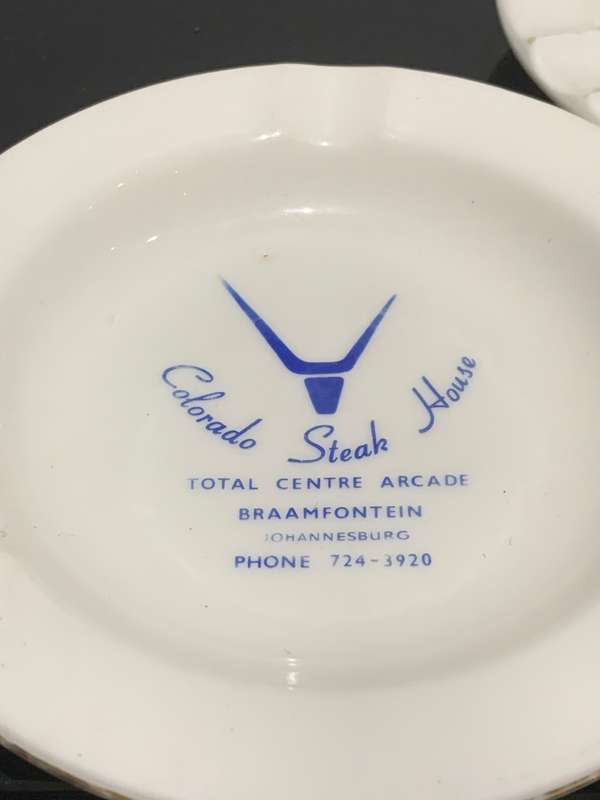 Colorado Steak House
TOTAL CENTRE ARCADE
BRAAMFONTEIN
JOHANNESBURG
PHONE 724-3920